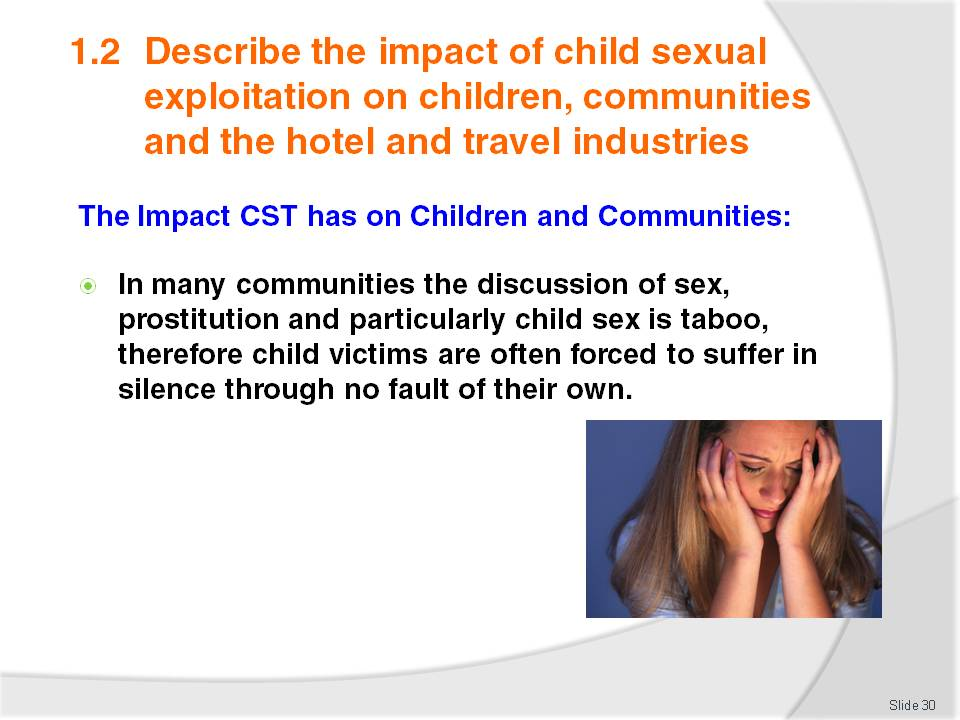 1.2 Describe the impact of child sexual
exploitation on children, communities
and the hotel and travel industries
The Impact CST has on Children and Communities:
In many communities the discussion of sex,
prostitution and particularly child sex is taboo,
therefore child victims are often forced to suffer in
silence through no fault of their own.
Slide 30